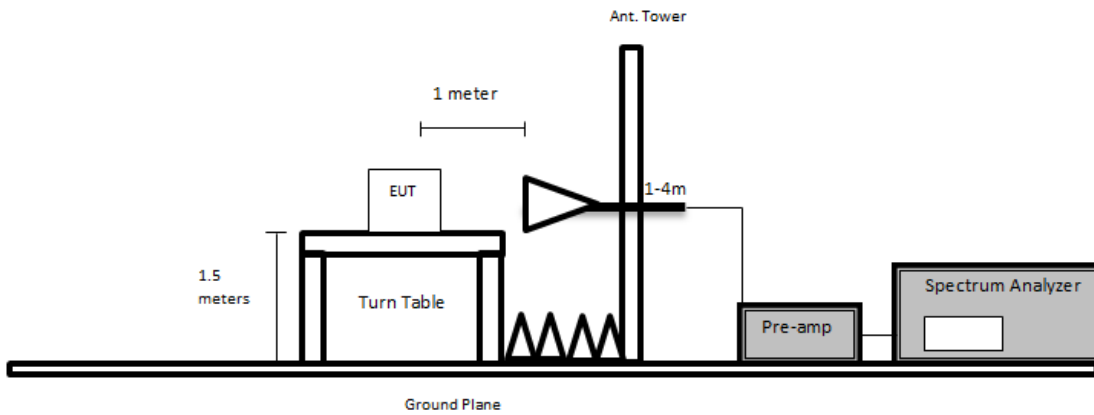 Ant. Tower
1 meter
EUT
1-4m
1.5
meters
Turn Table
Spectrum Analyzer
Pre-amp
Ground Plane